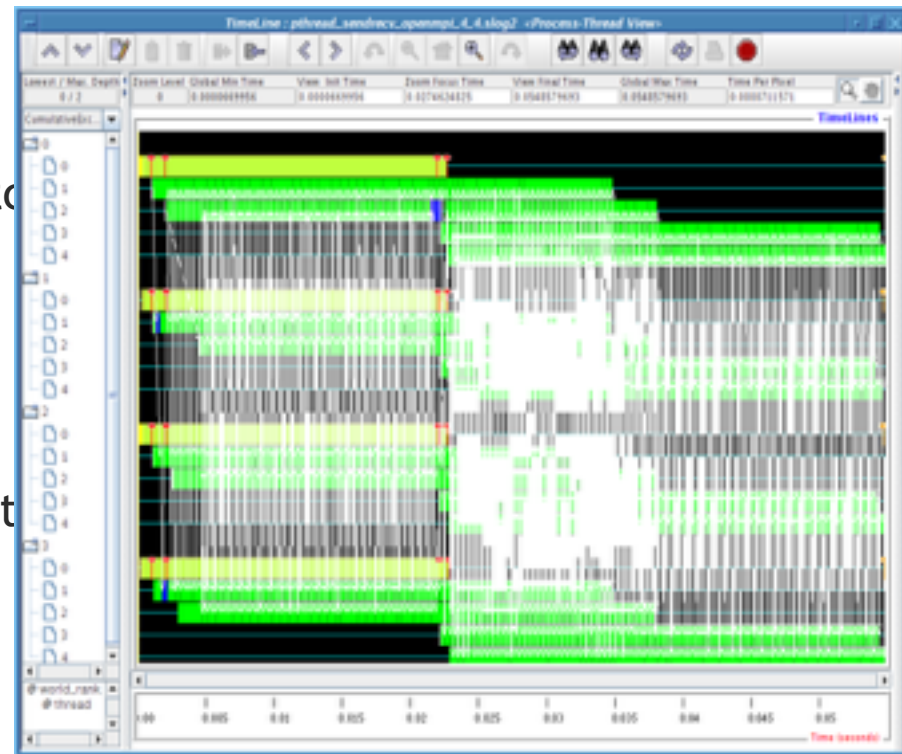 TimeLine : pthread_sendrecv_openmpi_4_4.slog2 <Process-Thread View>
Lowest / Max. Depth Zoom Level Global Min Time View Init Time Zoom Focus Time View Final Time Global Max Time Time Per Pixel
0 / 2 0
TimeLines
0
0
1
2
3
4
1
0
1
2
3
4
2
0
1
2
3
4
3
0
1
2
3
4
t
world_rank
thread
0.005 0.01 0.015 0.02 0.025 0.03 0.035 0.04 0.045 0.05
Time (seconds)